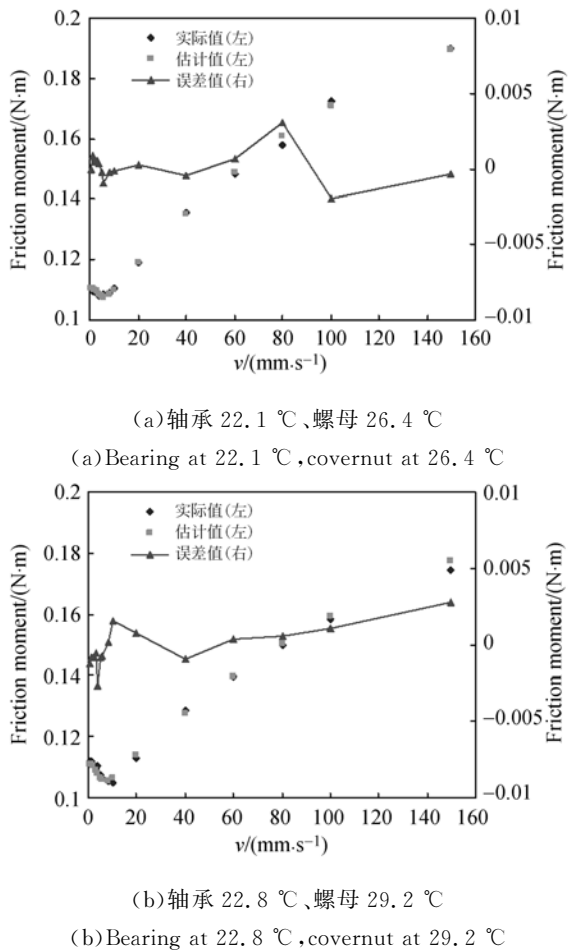 0.2
0.18
0.16
0.14
0.12
0.1
Friction moment/(N·m)
实际值(左)
估计值(左)
误差值(右)
0.01
0.005
0
−0.005
−0.01
Friction moment/(N·m)
0 20 40 60 80 100 120 140 160
v/(mm·s⁻¹)
(a)轴承 22.1 ℃、螺母 26.4 ℃
(a)Bearing at 22.1 ℃,covernut at 26.4 ℃
0.2
0.18
0.16
0.14
0.12
0.1
Friction moment/(N·m)
实际值(左)
估计值(左)
误差值(右)
0.01
0.005
0
−0.005
−0.01
Friction moment/(N·m)
0 20 40 60 80 100 120 140 160
v/(mm·s⁻¹)
(b)轴承 22.8 ℃、螺母 29.2 ℃
(b)Bearing at 22.8 ℃,covernut at 29.2 ℃